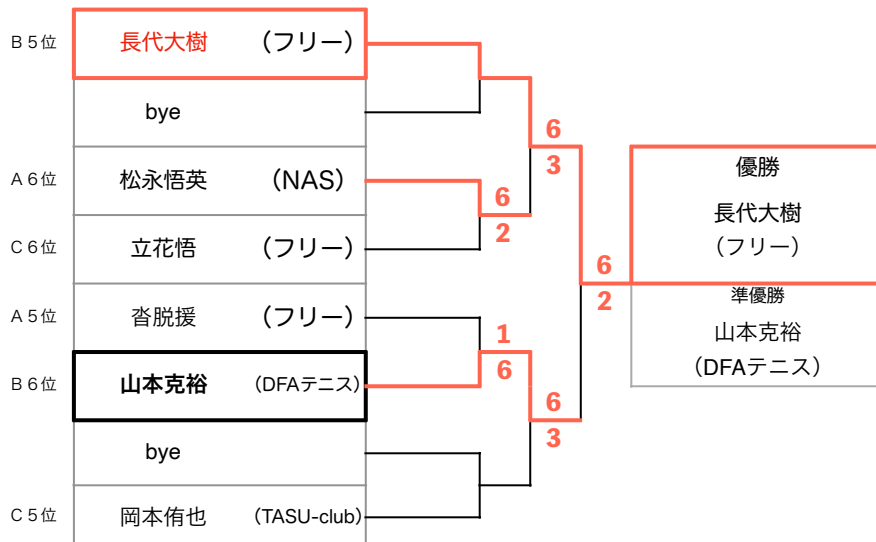 B5位 長代大樹 (フリー)
bye
A6位 松永悟英 (NAS)
C6位 立花悟 (フリー)
A5位 沓脱援 (フリー)
B6位 山本克裕 (DFAテニス)
bye
C5位 岡本侑也 (TASU-club)
6
2
1
6
6
3
6
3
6
2
優勝
長代大樹
(フリー)
準優勝
山本克裕
(DFAテニス)